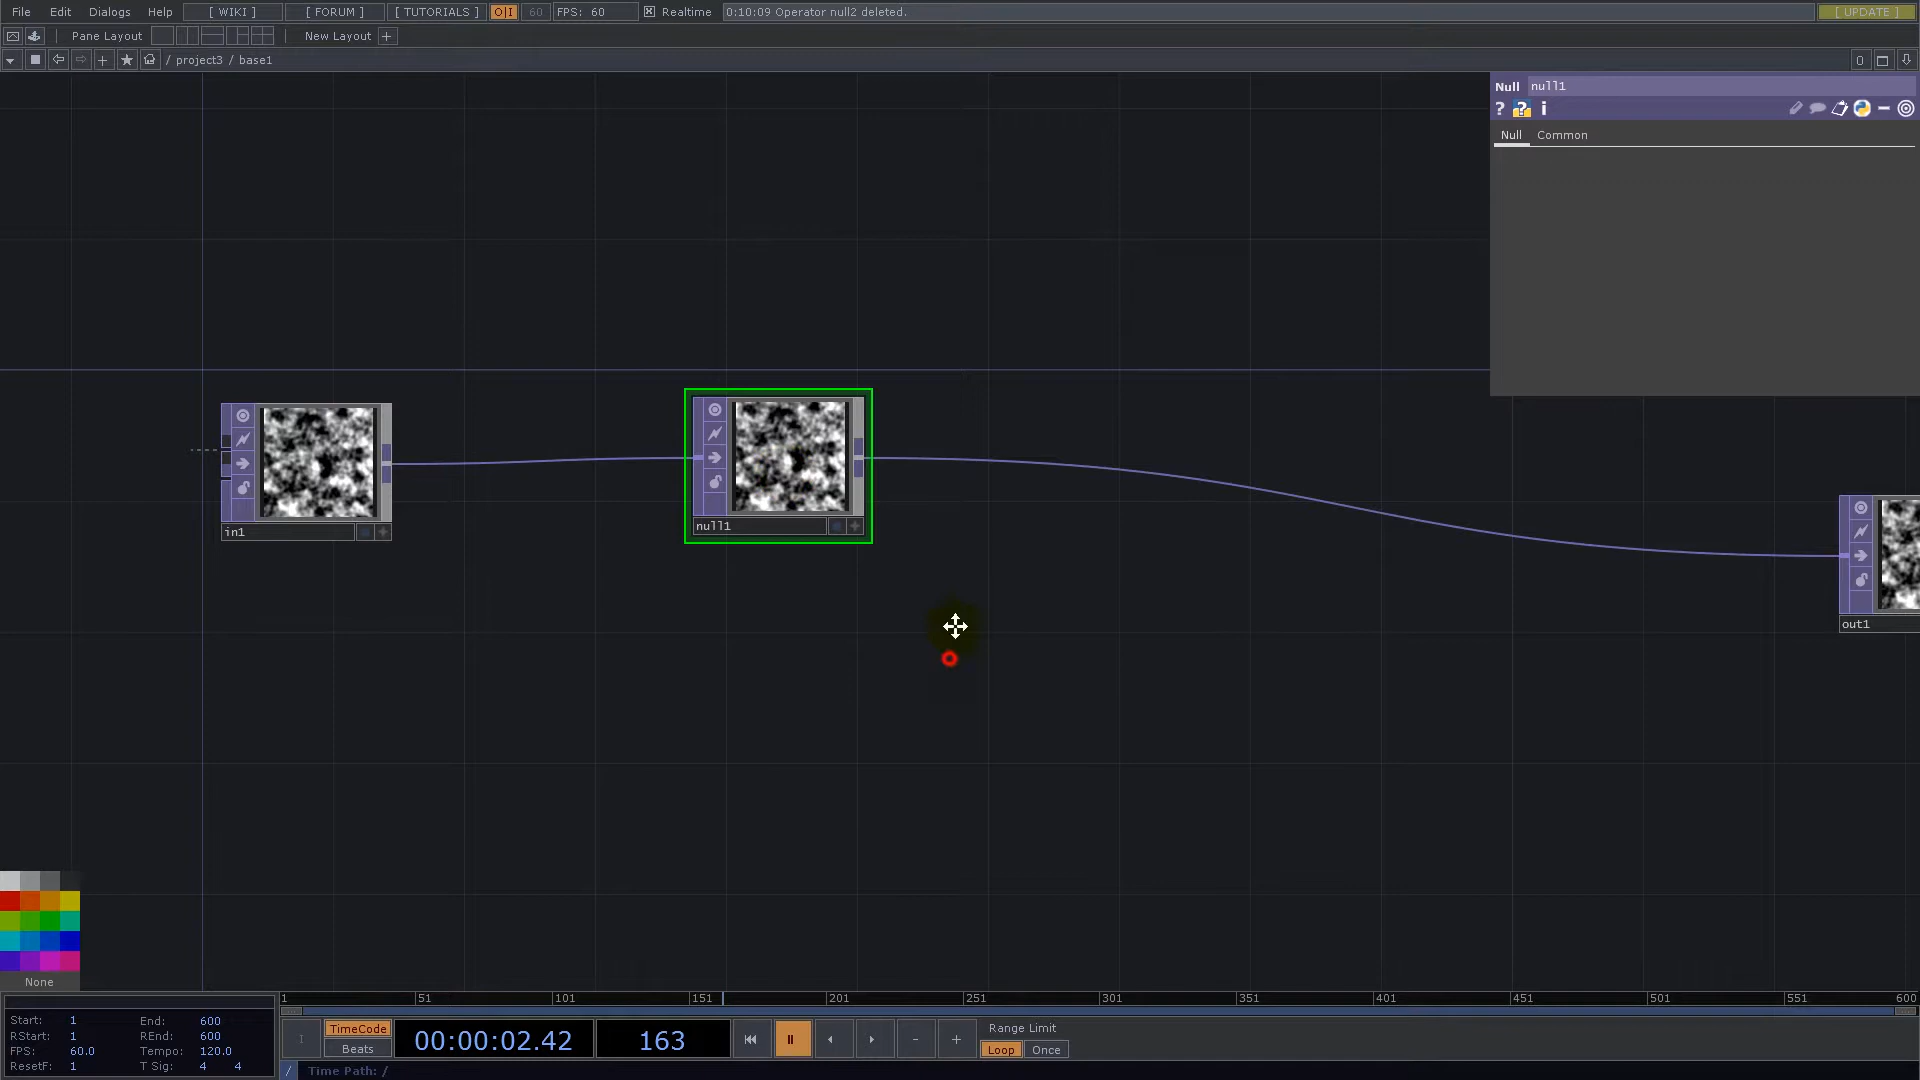 File Edit Dialogs Help [ WIKI ] [ FORUM ] [ TUTORIALS ] O|I 60 FPS: 60 Realtime 0:10:09 Operator null2 deleted. [ UPDATE ]
Pane Layout New Layout +
/ project3 / base1 0
Null null1
? ? i
Null Common
in1
null1
out1
None
1 51 101 151 201 251 301 351 401 451 501 551 600
Start: 1 End: 600
RStart: 1 REnd: 600
FPS: 60.0 Tempo: 120.0
ResetF: 1 T Sig: 4 4
TimeCode
Beats
00:00:02.42 163
- +
Range Limit
Loop Once
/ Time Path: /